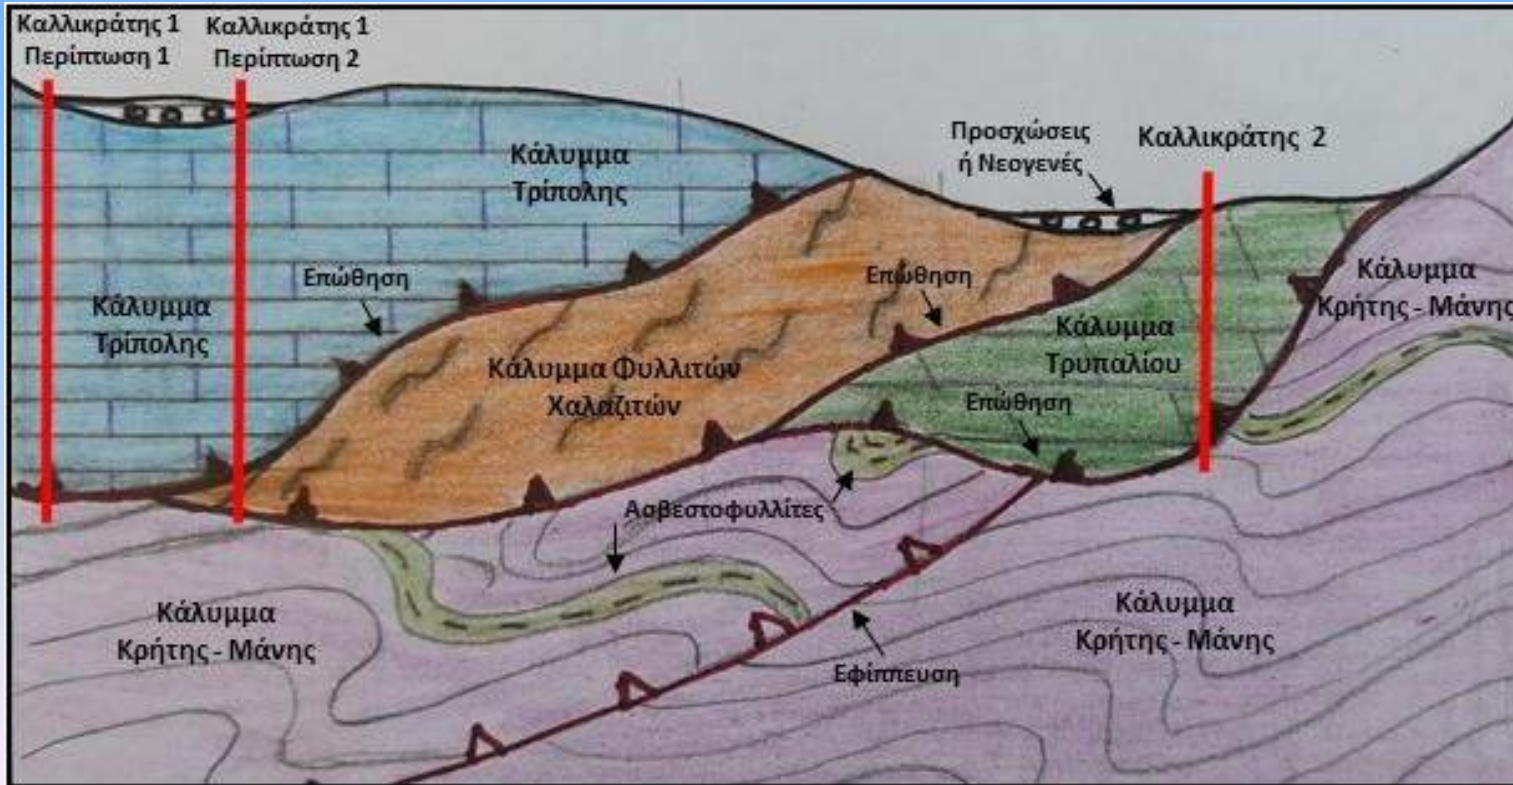 Καλλικράτης 1
Περίπτωση 1
Καλλικράτης 1
Περίπτωση 2
Κάλυμμα
Τρίπολης
Προσχώσεις
ή Νεογενές
Καλλικράτης 2
Επώθηση
Επώθηση
Κάλυμμα
Κρήτης - Μάνης
Κάλυμμα
Τρίπολης
Κάλυμμα
Τρυπαλίου
Κάλυμμα Φυλλιτών
Χαλαζιτών
Επώθηση
Ασβεστοφυλλίτες
Κάλυμμα
Κρήτης - Μάνης
Κάλυμμα
Κρήτης - Μάνης
Εφίππευση